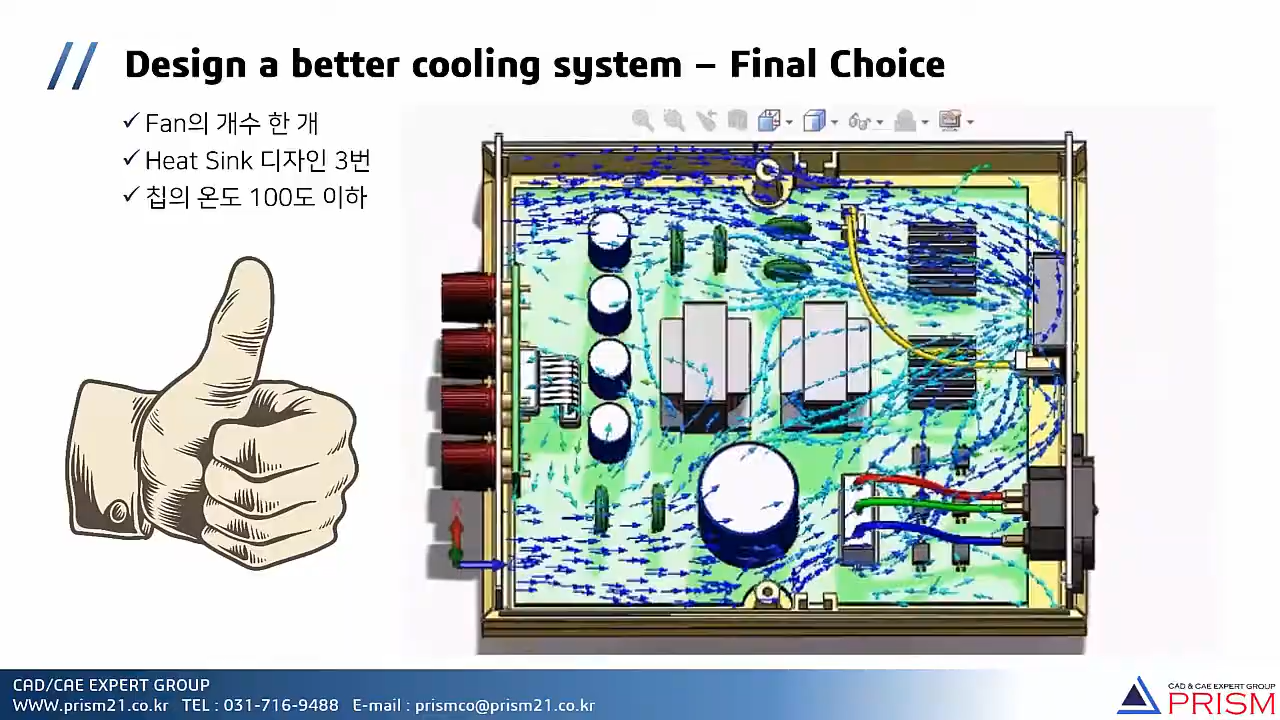 Design a better cooling system – Final Choice
✓ Fan의 개수 한 개
✓ Heat Sink 디자인 3번
✓ 칩의 온도 100도 이하
CAD/CAE EXPERT GROUP
WWW.prism21.co.kr TEL : 031-716-9488 E-mail : prismco@prism21.co.kr
CAD & CAE EXPERT GROUP
PRISM